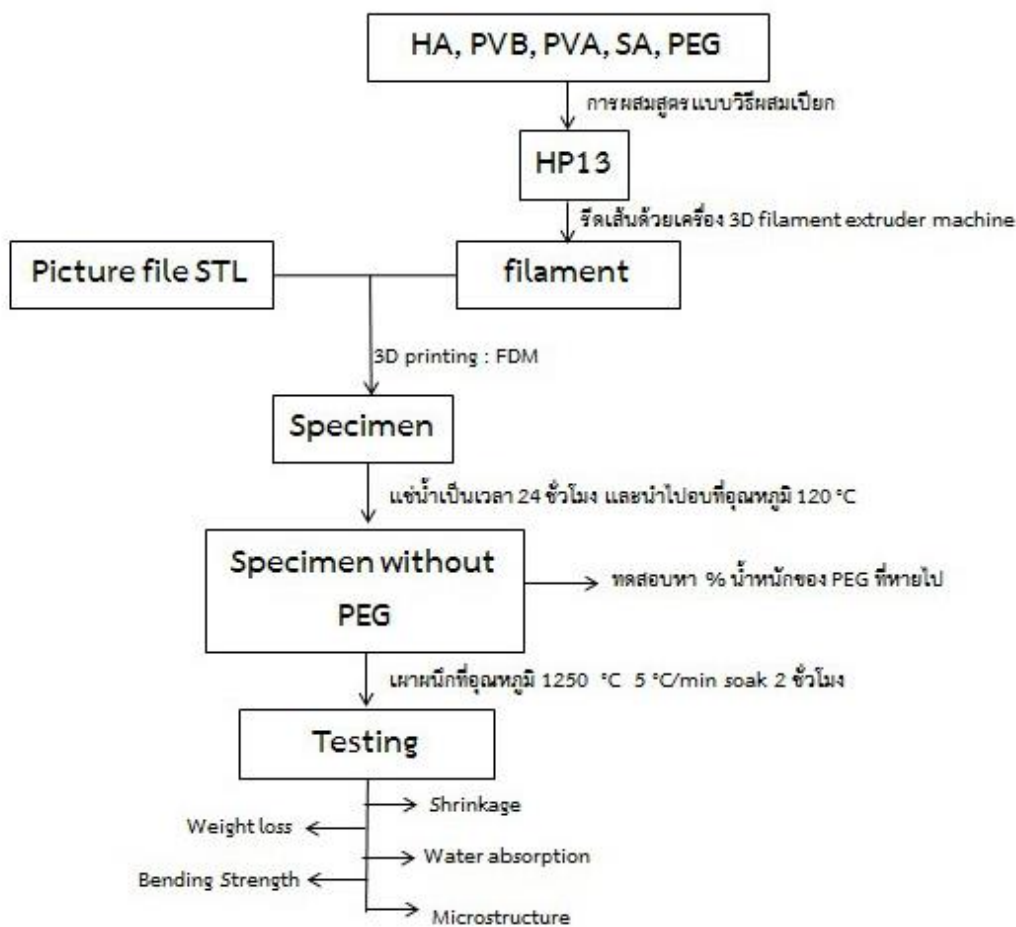 HA, PVB, PVA, SA, PEG
การผสมสูตรแบบวิธีผสมเปียก
HP13
รีดเส้นด้วยเครื่อง 3D filament extruder machine
Picture file STL
filament
3D printing : FDM
Specimen
แช่น้ำเป็นเวลา 24 ชั่วโมง และนำไปอบที่อุณหภูมิ 120 °C
Specimen without
PEG
ทดสอบหา % น้ำหนักของ PEG ที่หายไป
เผาผนึกที่อุณหภูมิ 1250 °C 5 °C/min soak 2 ชั่วโมง
Testing
Shrinkage
Weight loss
Water absorption
Bending Strength
Microstructure